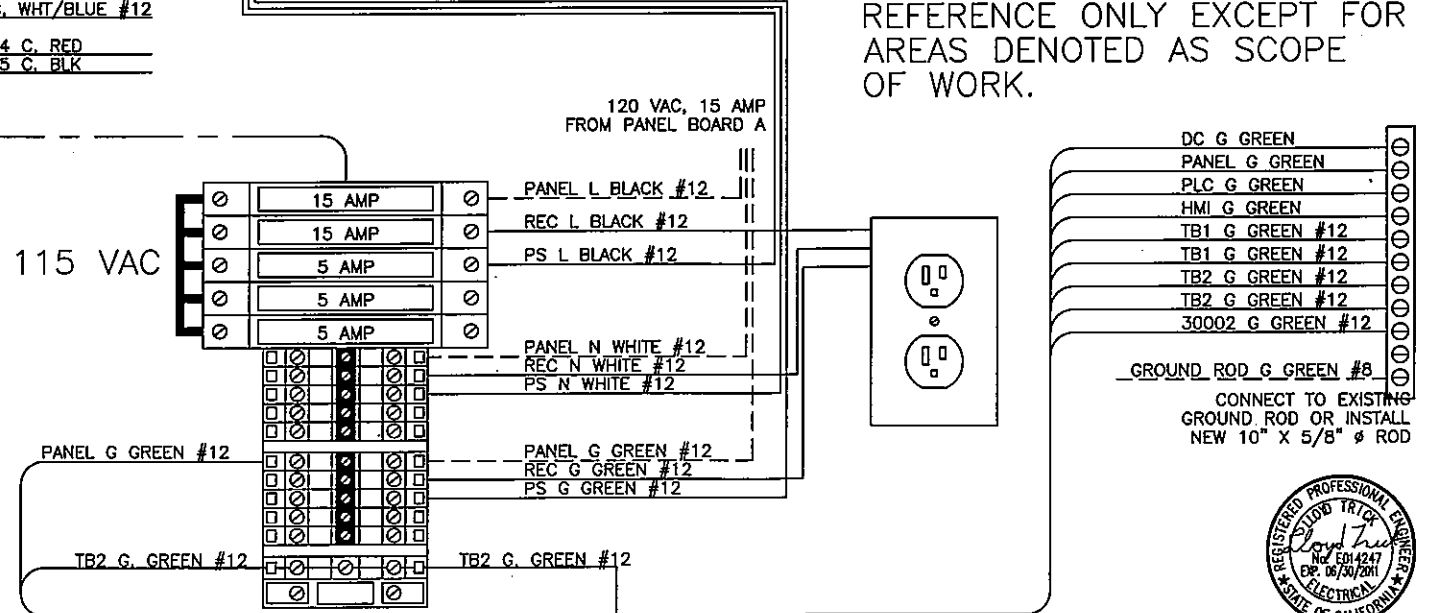 , WHT/BLUE #12
4 C, RED
5 C, BLK
REFERENCE ONLY EXCEPT FOR
AREAS DENOTED AS SCOPE
OF WORK.
120 VAC, 15 AMP
FROM PANEL BOARD A
115 VAC
15 AMP
15 AMP
5 AMP
5 AMP
5 AMP
PANEL L BLACK #12
REC L BLACK #12
PS L BLACK #12
PANEL N WHITE #12
REC N WHITE #12
PS N WHITE #12
PANEL G GREEN #12
PANEL G GREEN #12
REC G GREEN #12
PS G GREEN #12
TB2 G. GREEN #12
TB2 G. GREEN #12
DC G GREEN
PANEL G GREEN
PLC G GREEN
HMI G GREEN
TB1 G GREEN #12
TB1 G GREEN #12
TB2 G GREEN #12
TB2 G GREEN #12
30002 G GREEN #12
GROUND ROD G GREEN #8
CONNECT TO EXISTING
GROUND ROD OR INSTALL
NEW 10" X 5/8" ø ROD
REGISTERED PROFESSIONAL ENGINEER
LLOYD TRICK
No. E014247
EXP. 06/30/2011
ELECTRICAL
STATE OF CALIFORNIA